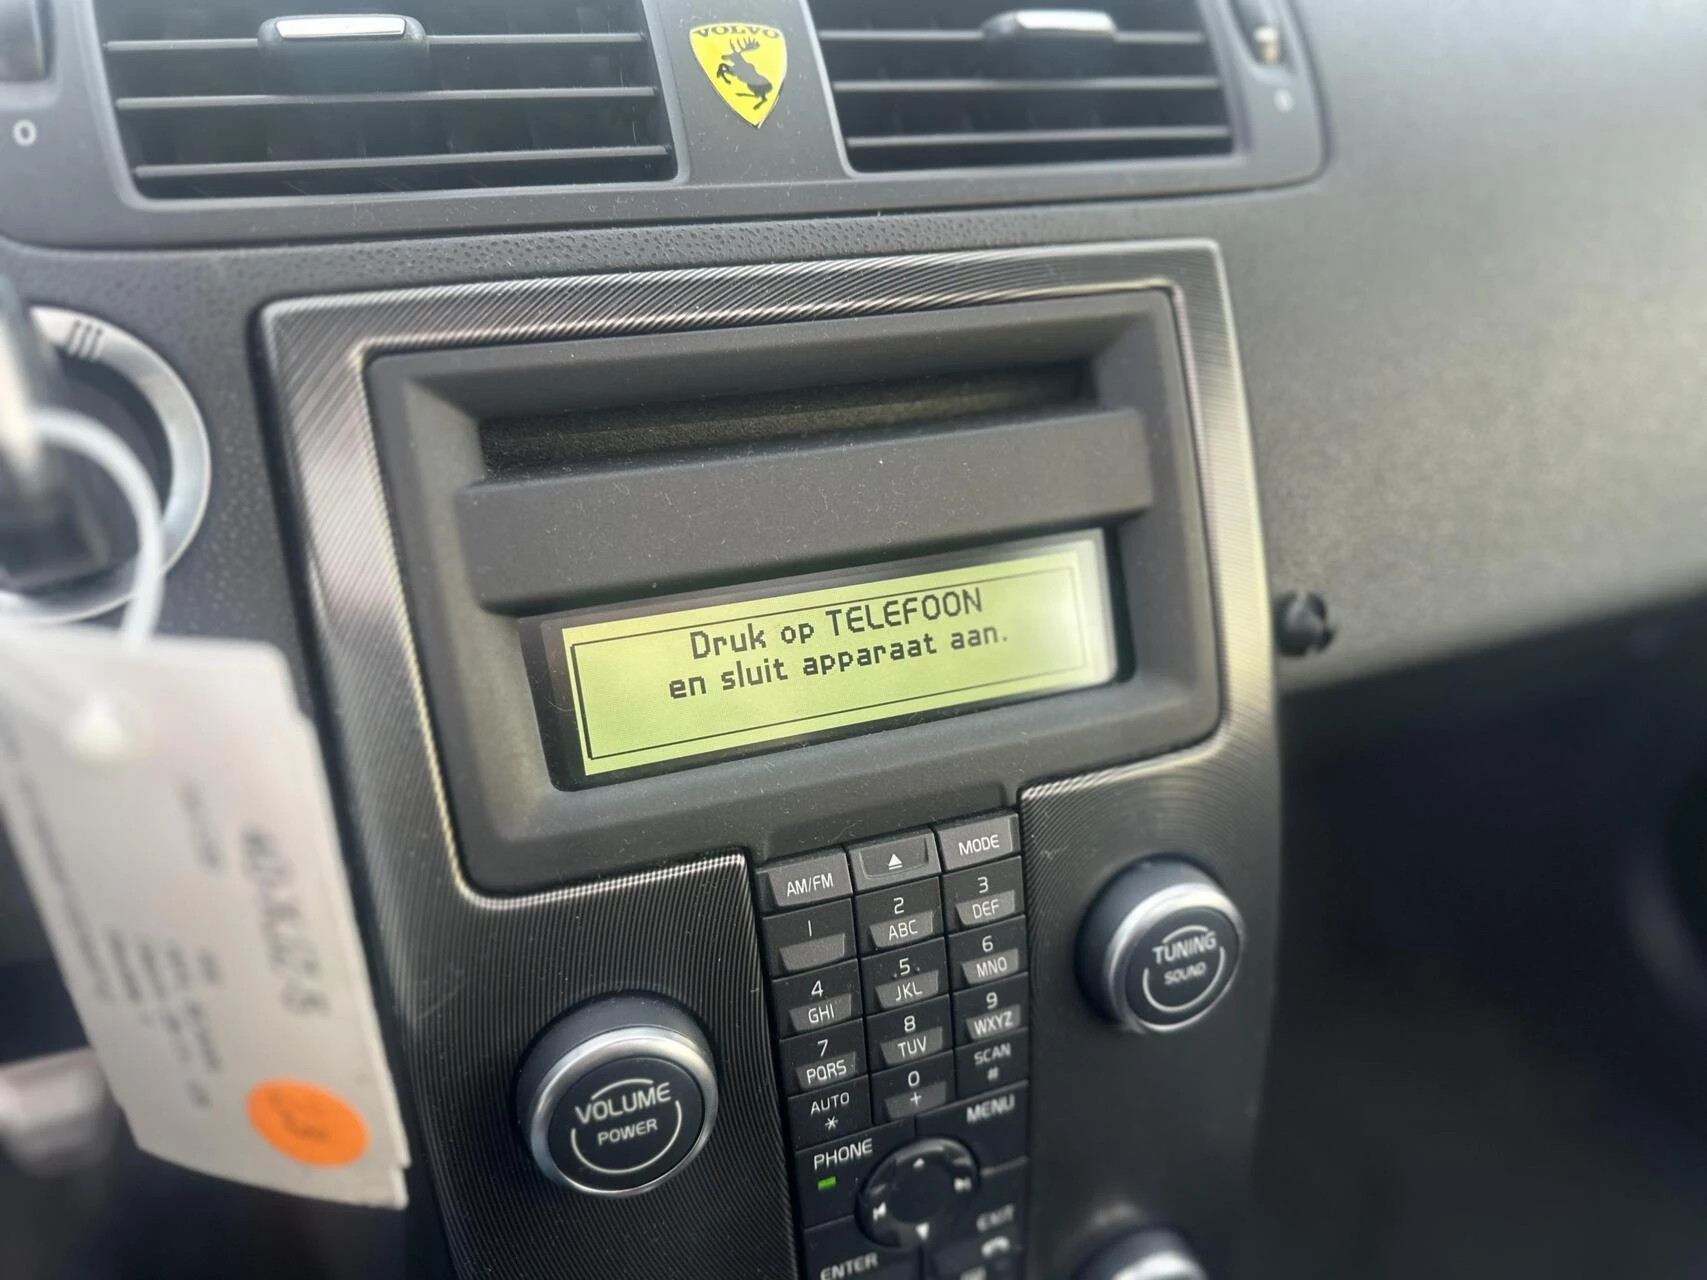 VOLVO
0
0
Druk op TELEFOON
en sluit apparaat aan.
AM/FM
MODE
1
2
ABC
3
DEF
4
GHI
5
JKL
6
MNO
7
PQRS
8
TUV
9
WXYZ
AUTO
*
0
+
SCAN
#
PHONE
MENU
ENTER
EXIT
VOLUME
POWER
TUNING
SOUND